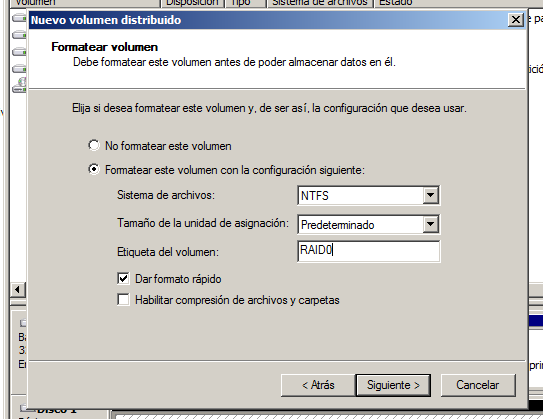 Volumen Disposición Tipo Sistema de archivos Estado
Nuevo volumen distribuido
Formatear volumen
Debe formatear este volumen antes de poder almacenar datos en él.
Elija si desea formatear este volumen y, de ser así, la configuración que desea usar.
No formatear este volumen
Formatear este volumen con la configuración siguiente:
Sistema de archivos: NTFS
Tamaño de la unidad de asignación: Predeterminado
Etiqueta del volumen: RAID0
Dar formato rápido
Habilitar compresión de archivos y carpetas
< Atrás Siguiente > Cancelar
Disco 1